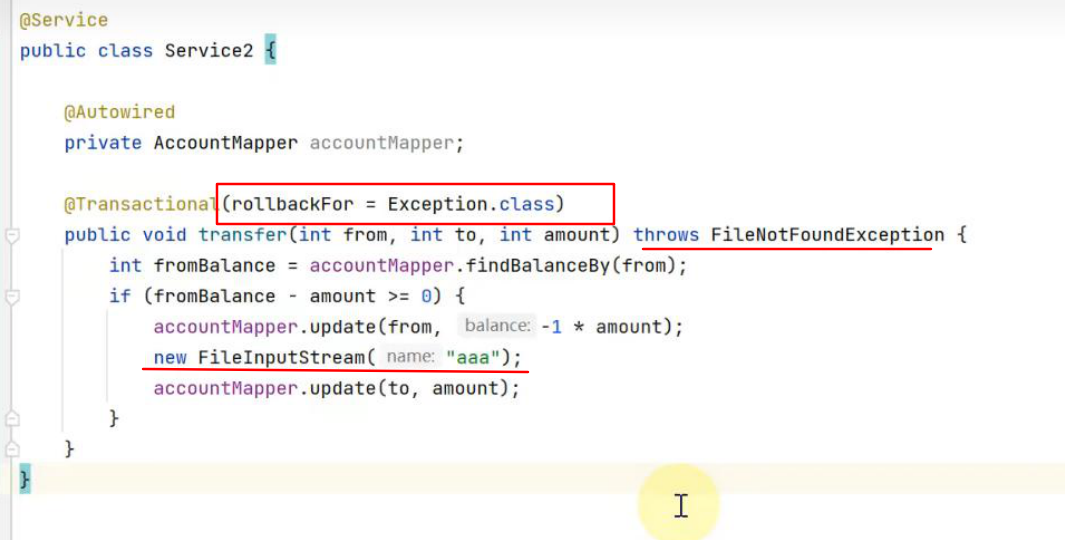 @Service
public class Service2 {
@Autowired
private AccountMapper accountMapper;
@Transactional(rollbackFor = Exception.class)
public void transfer(int from, int to, int amount) throws FileNotFoundException {
int fromBalance = accountMapper.findBalanceBy(from);
if (fromBalance - amount >= 0) {
accountMapper.update(from, balance: -1 * amount);
new FileInputStream( name: "aaa");
accountMapper.update(to, amount);
}
}
}